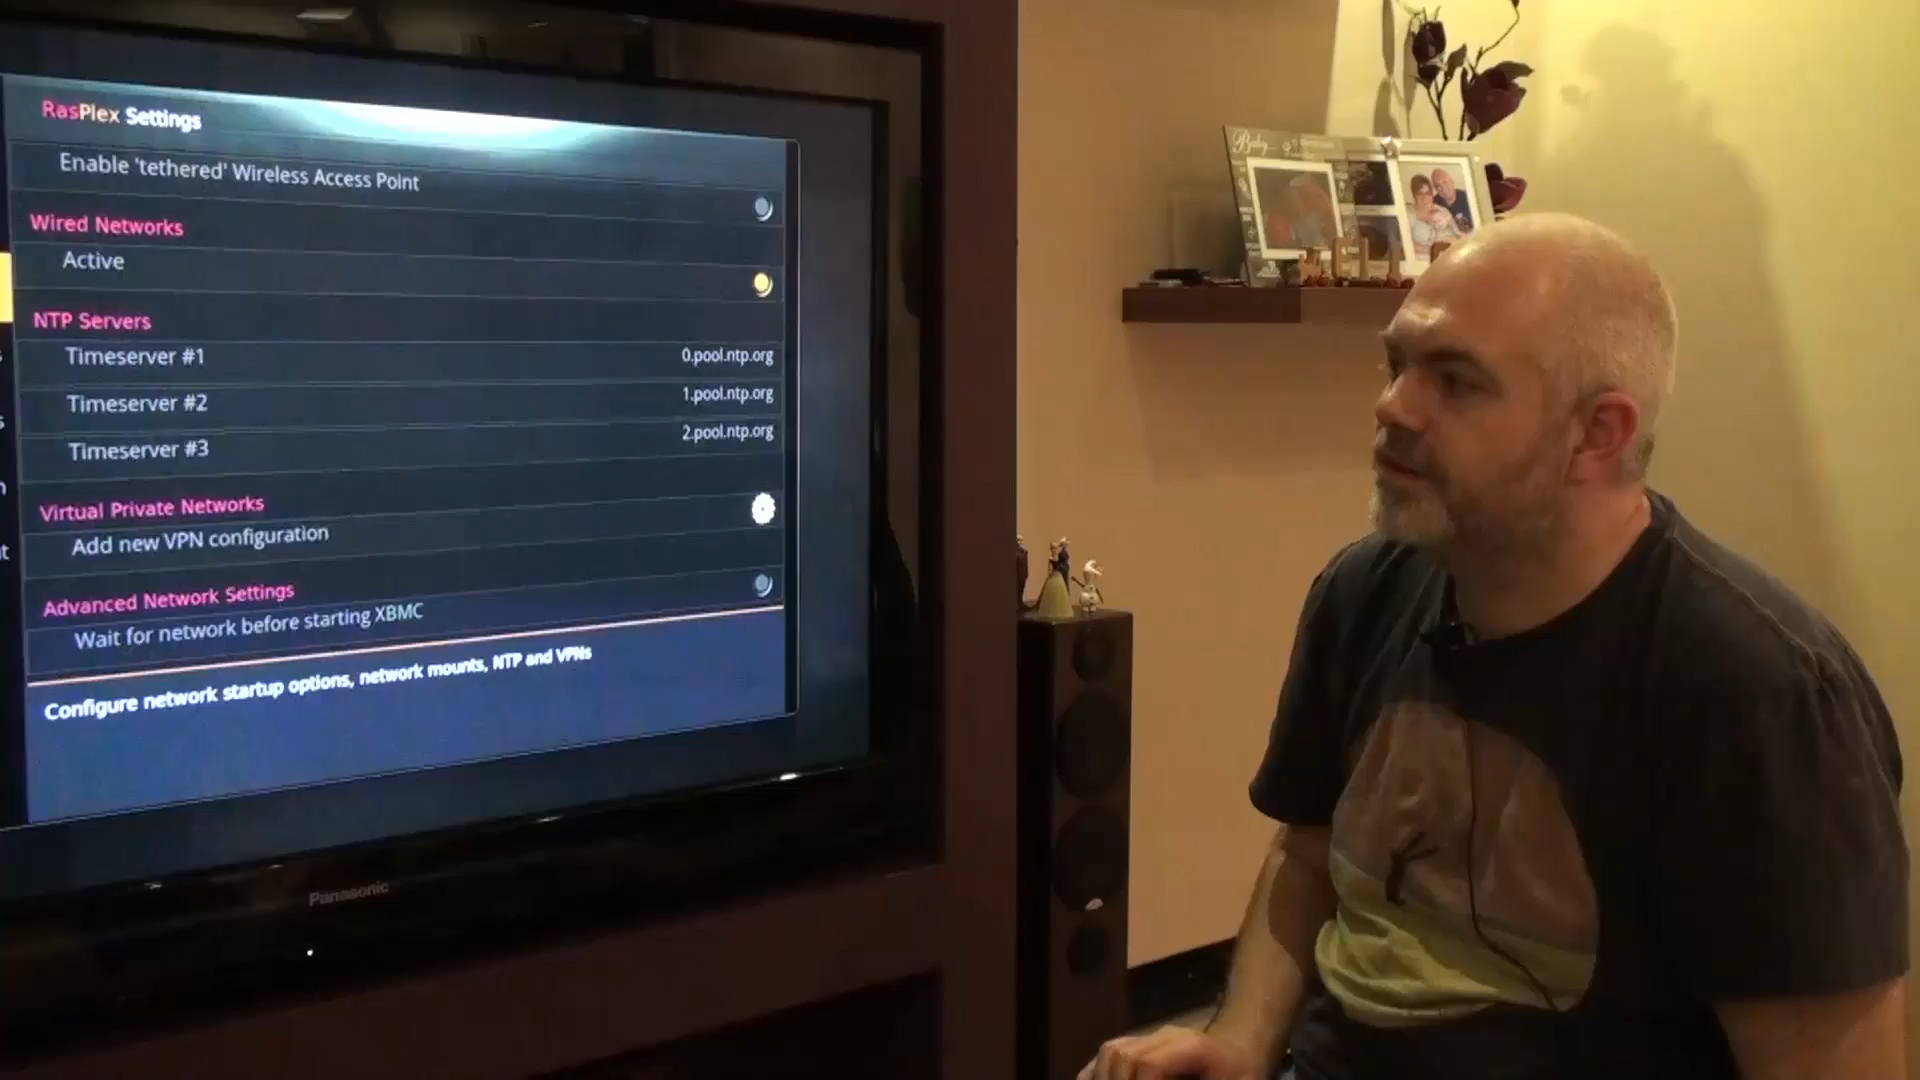 RasPlex Settings
Enable 'tethered' Wireless Access Point
Wired Networks
Active
NTP Servers
Timeserver #1 0.pool.ntp.org
Timeserver #2 1.pool.ntp.org
Timeserver #3 2.pool.ntp.org
Virtual Private Networks
Add new VPN configuration
Advanced Network Settings
Wait for network before starting XBMC
Configure network startup options, network mounts, NTP and VPNs
Panasonic
Baby